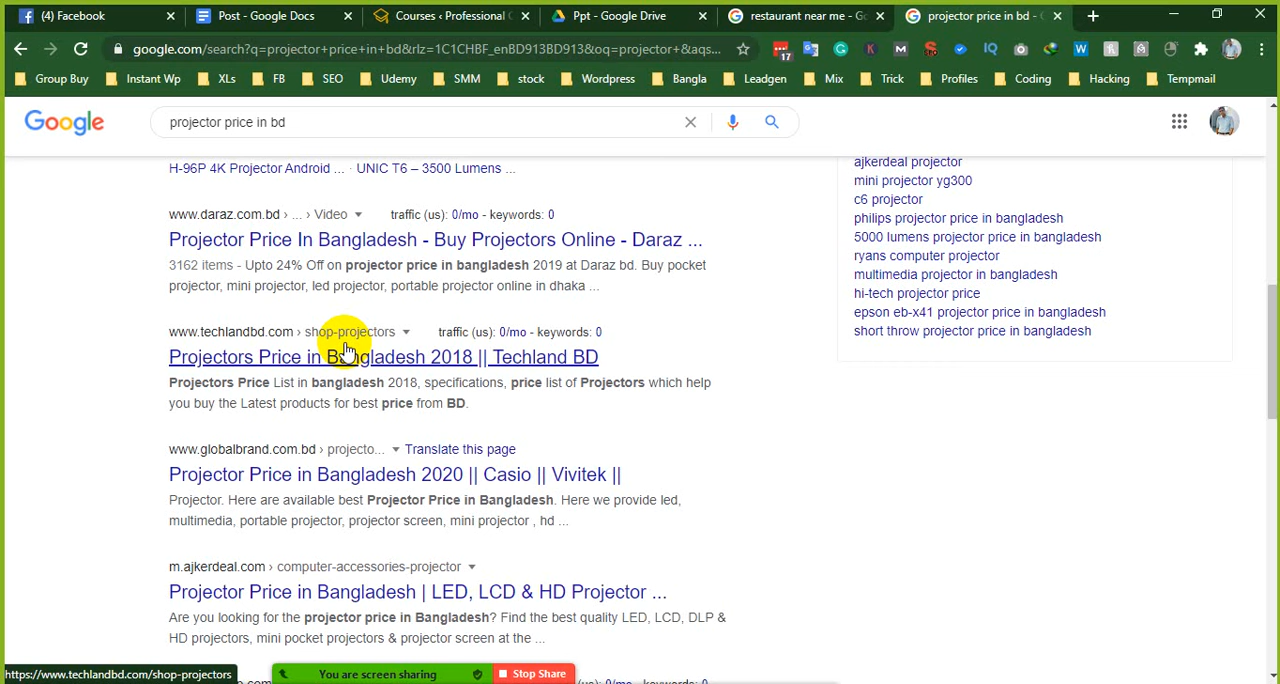 (4) Facebook
Post - Google Docs
Courses ‹ Professional C
Ppt - Google Drive
restaurant near me - Go
projector price in bd -
google.com/search?q=projector+price+in+bd&rlz=1C1CHBF_enBD913BD913&oq=projector+&aqs...
17
Group Buy
Instant Wp
XLs
FB
SEO
Udemy
SMM
stock
Wordpress
Bangla
Leadgen
Mix
Trick
Profiles
Coding
Hacking
Tempmail
Google
projector price in bd
H-96P 4K Projector Android ... · UNIC T6 – 3500 Lumens ...
www.daraz.com.bd › ... › Video traffic (us): 0/mo - keywords: 0
Projector Price In Bangladesh - Buy Projectors Online - Daraz ...
3162 items - Upto 24% Off on projector price in bangladesh 2019 at Daraz bd. Buy pocket
projector, mini projector, led projector, portable projector online in dhaka ...
www.techlandbd.com › shop-projectors traffic (us): 0/mo - keywords: 0
Projectors Price in Bangladesh 2018 || Techland BD
Projectors Price List in bangladesh 2018, specifications, price list of Projectors which help
you buy the Latest products for best price from BD.
www.globalbrand.com.bd › projecto... Translate this page
Projector Price in Bangladesh 2020 || Casio || Vivitek ||
Projector. Here are available best Projector Price in Bangladesh. Here we provide led,
multimedia, portable projector, projector screen, mini projector , hd ...
m.ajkerdeal.com › computer-accessories-projector
Projector Price in Bangladesh | LED, LCD & HD Projector ...
Are you looking for the projector price in Bangladesh? Find the best quality LED, LCD, DLP &
HD projectors, mini pocket projectors & projector screen at the ...
ajkerdeal projector
mini projector yg300
c6 projector
philips projector price in bangladesh
5000 lumens projector price in bangladesh
ryans computer projector
multimedia projector in bangladesh
hi-tech projector price
epson eb-x41 projector price in bangladesh
short throw projector price in bangladesh
https://www.techlandbd.com/shop-projectors
You are screen sharing
Stop Share